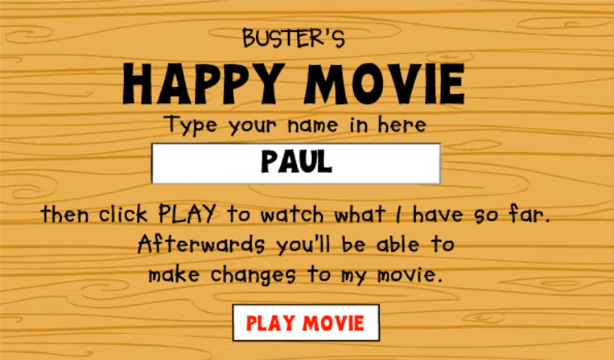 BUSTER'S
HAPPY MOVIE
Type your name in here
PAUL
then click PLAY to watch what I have so far.
Afterwards you'll be able to
make changes to my movie.
PLAY MOVIE